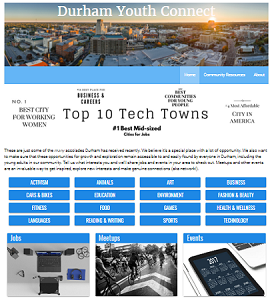 Durham Youth Connect
Home Community Resources About
THE BEST PLACE FOR
BUSINESS &
CAREERS
BEST
COMMUNITIES
FOR YOUNG
PEOPLE
NO. 1
BEST CITY
FOR WORKING
WOMEN
#4 Most Affordable
CITY IN
AMERICA
Top 10 Tech Towns
#1 Best Mid-sized
Cities for Jobs
These are just some of the many accolades Durham has received recently. We believe it's a special place with a lot of opportunity. We also want
to make sure that these opportunities for growth and exploration remain accessible to and easily found by everyone in Durham, including the
young adults in our community. Tell us what interests you and we'll share jobs and events in your area to check out. Meetups and other events
are an invaluable way to get inspired, explore new interests and make genuine connections (aka network!).
ACTIVISM ANIMALS ART BUSINESS
CARS & BIKES EDUCATION ENVIRONMENT FASHION & BEAUTY
FITNESS FOOD GAMES HEALTH & WELLNESS
LANGUAGES READING & WRITING SPORTS TECHNOLOGY
Jobs Meetups Events
2017